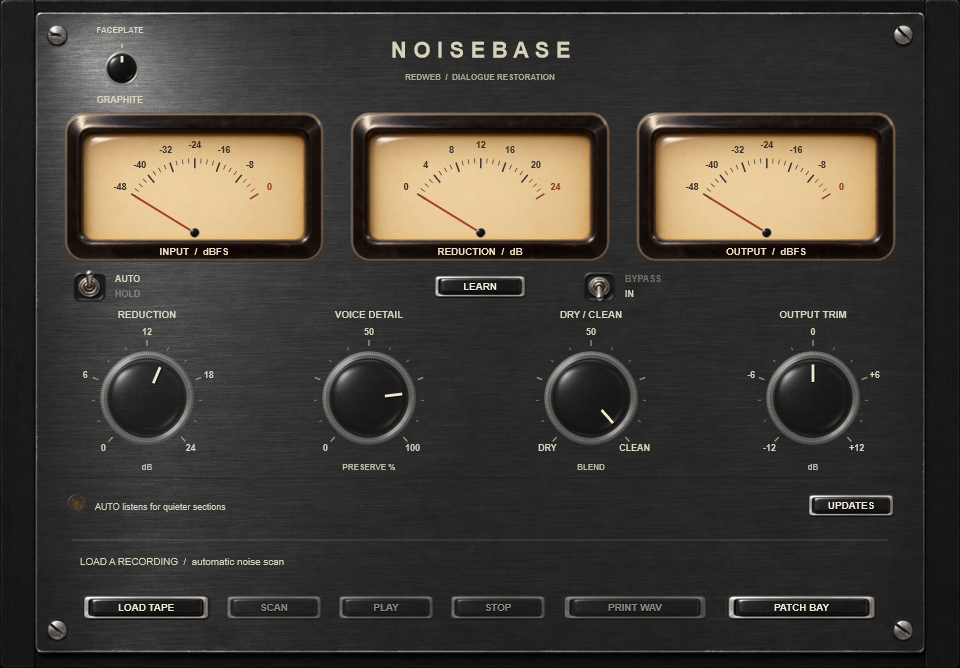 FACEPLATE
NOISEBASE
REDWEB / DIALOGUE RESTORATION
GRAPHITE
-48 -40 -32 -24 -16 -8 0
INPUT / dBFS
0 4 8 12 16 20 24
REDUCTION / dB
-48 -40 -32 -24 -16 -8 0
OUTPUT / dBFS
AUTO
HOLD
LEARN
BYPASS
IN
REDUCTION
0 6 12 18 24
dB
VOICE DETAIL
0 50 100
PRESERVE %
DRY / CLEAN
50
DRY CLEAN
BLEND
OUTPUT TRIM
-12 -6 0 +6 +12
dB
AUTO listens for quieter sections
UPDATES
LOAD A RECORDING / automatic noise scan
LOAD TAPE
SCAN
PLAY
STOP
PRINT WAV
PATCH BAY